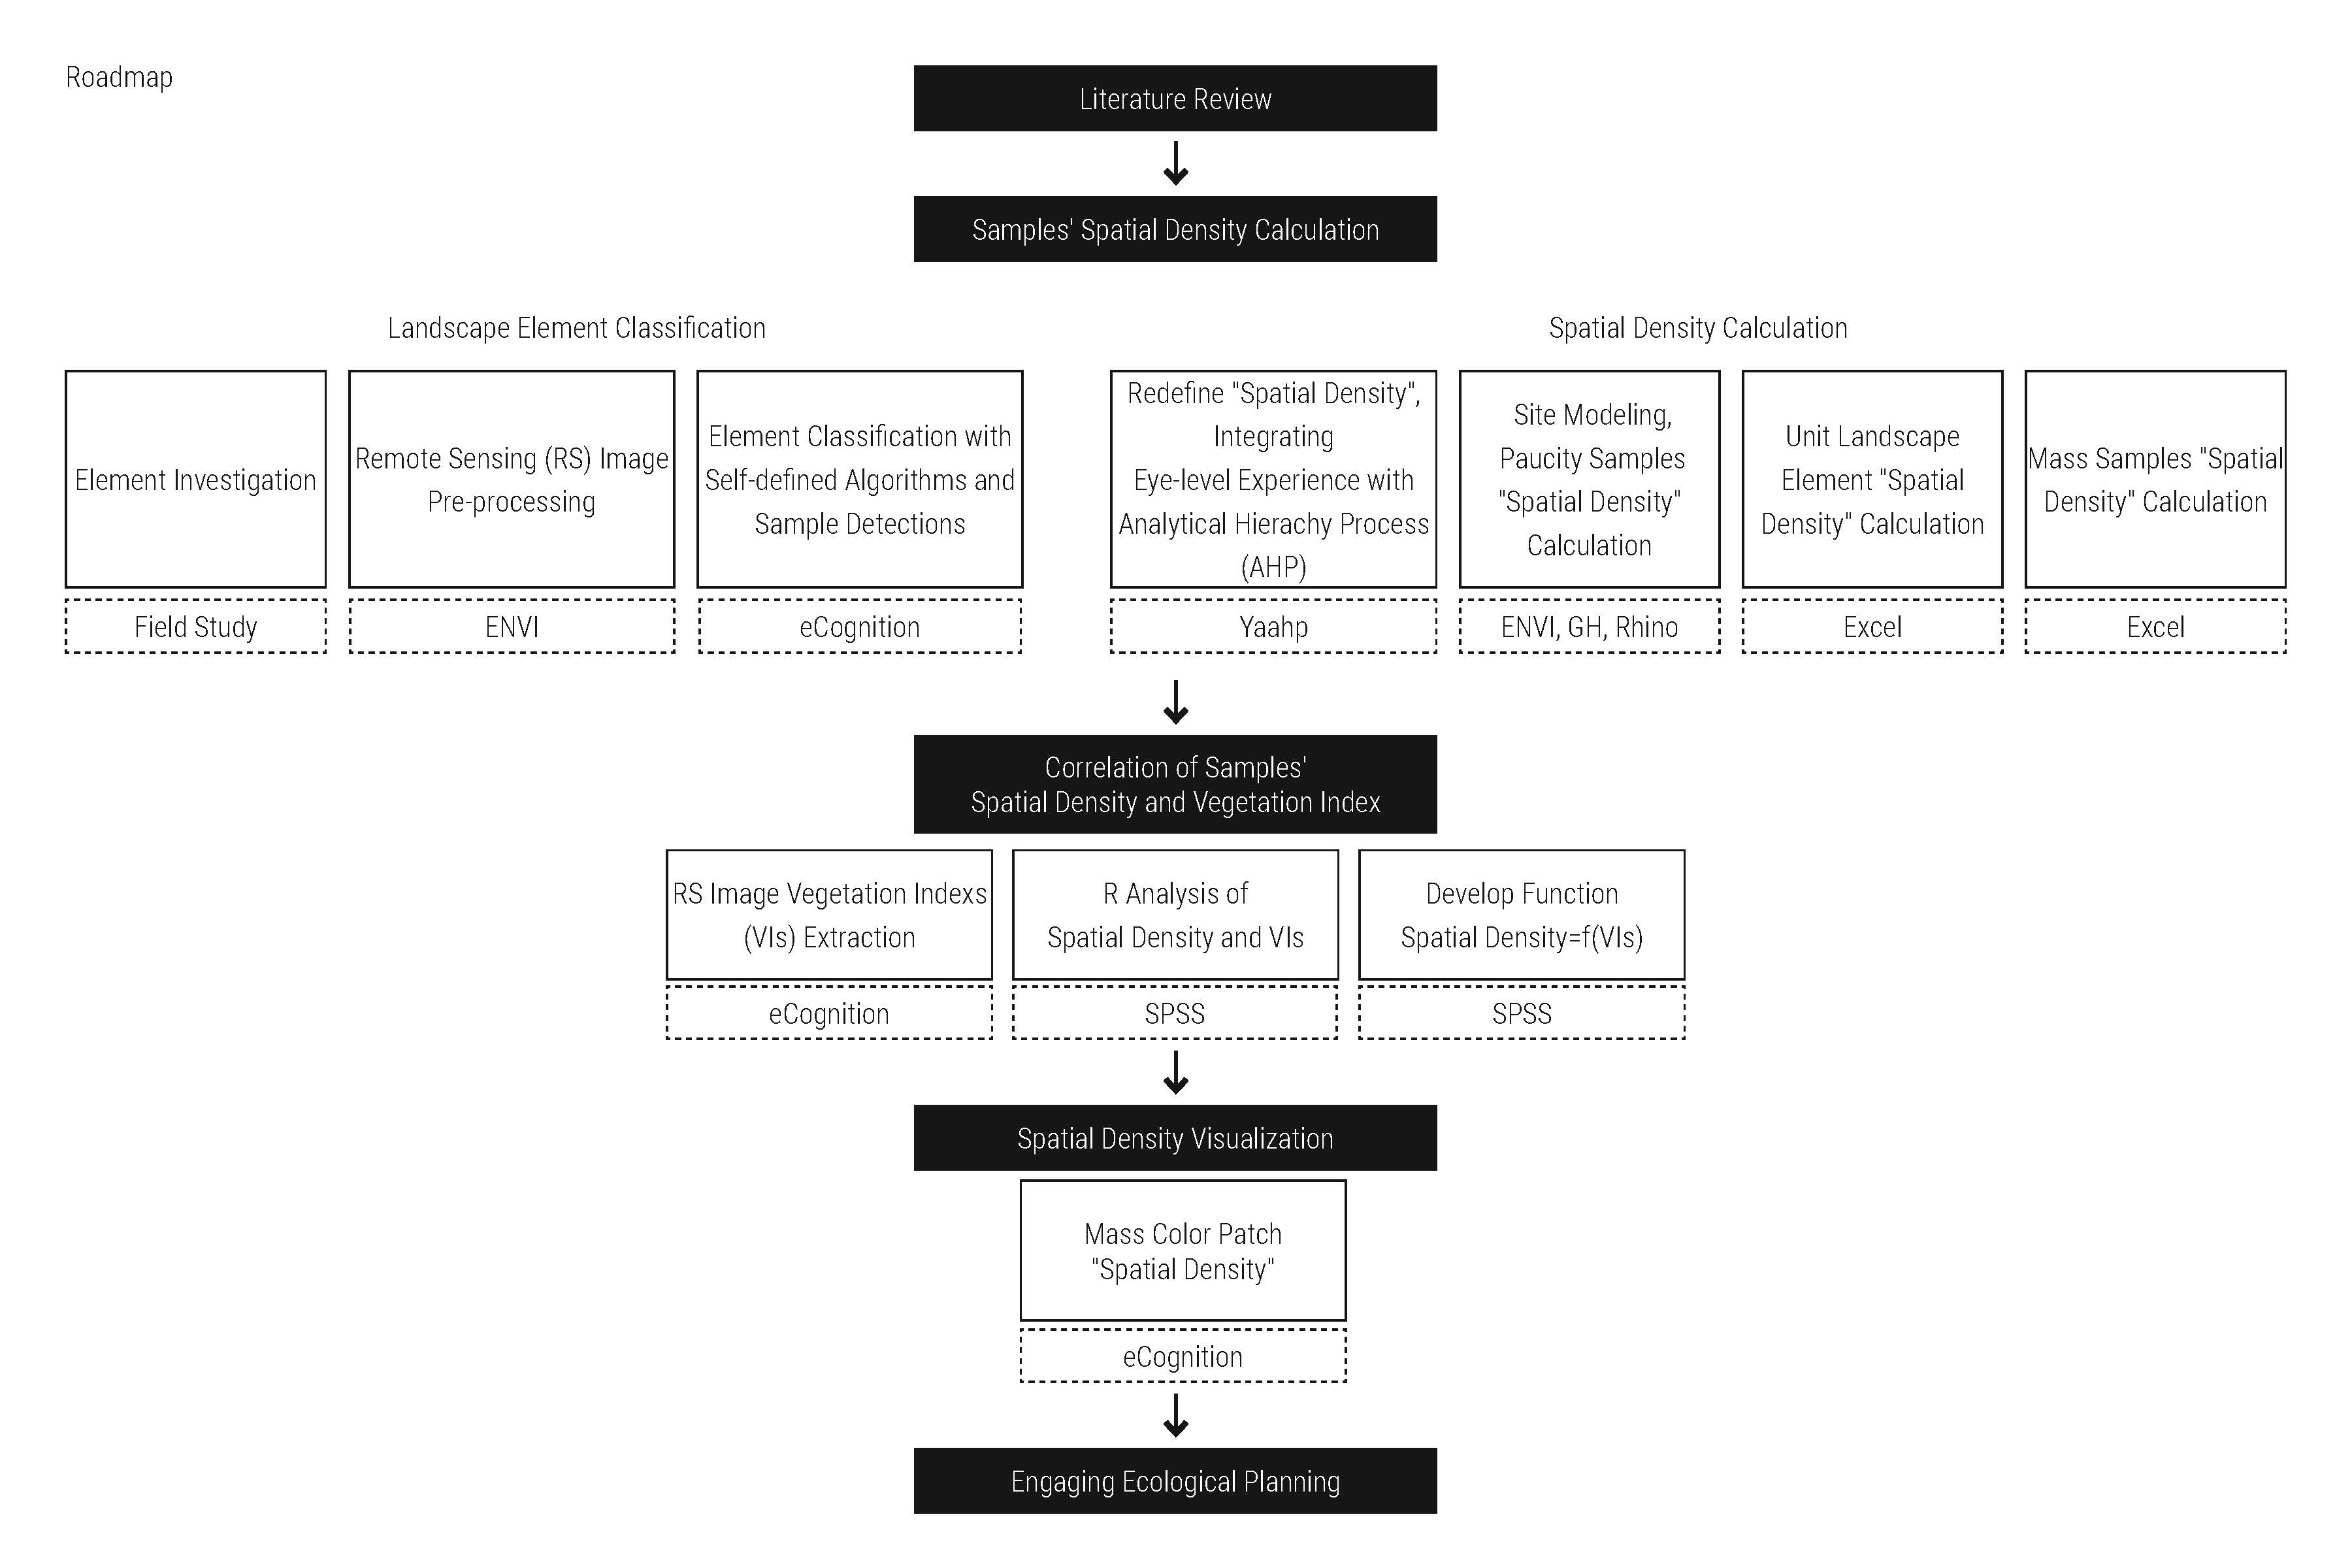 Roadmap
Literature Review
Samples' Spatial Density Calculation
Landscape Element Classification
Element Investigation
Field Study
Remote Sensing (RS) Image
Pre-processing
ENVI
Element Classification with
Self-defined Algorithms and
Sample Detections
eCognition
Spatial Density Calculation
Redefine "Spatial Density",
Integrating
Eye-level Experience with
Analytical Hierachy Process
(AHP)
Yaahp
Site Modeling,
Paucity Samples
"Spatial Density"
Calculation
ENVI, GH, Rhino
Unit Landscape
Element "Spatial
Density" Calculation
Excel
Mass Samples "Spatial
Density" Calculation
Excel
Correlation of Samples'
Spatial Density and Vegetation Index
RS Image Vegetation Indexs
(VIs) Extraction
eCognition
R Analysis of
Spatial Density and VIs
SPSS
Develop Function
Spatial Density=f(VIs)
SPSS
Spatial Density Visualization
Mass Color Patch
"Spatial Density"
eCognition
Engaging Ecological Planning